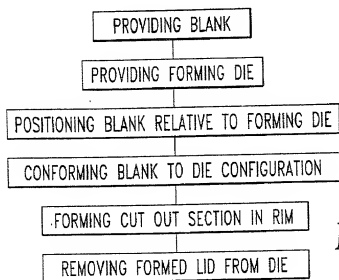 PROVIDING BLANK
PROVIDING FORMING DIE
POSITIONING BLANK RELATIVE TO FORMING DIE
CONFORMING BLANK TO DIE CONFIGURATION
FORMING CUT OUT SECTION IN RIM
REMOVING FORMED LID FROM DIE